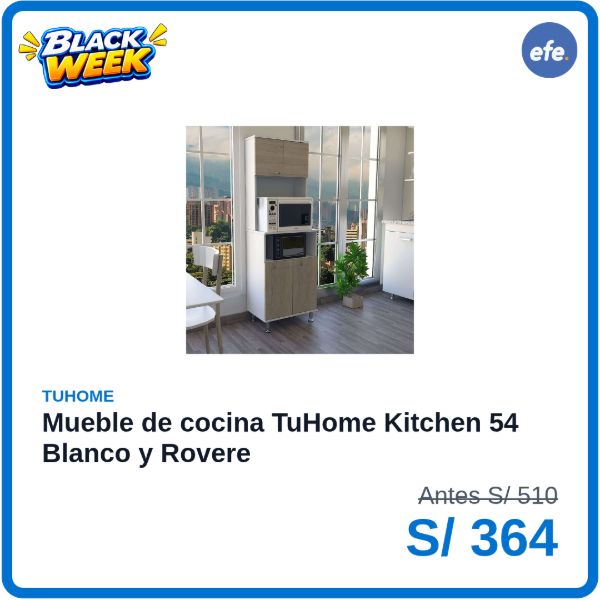 BLACK
WEEK
efe.
TUHOME
Mueble de cocina TuHome Kitchen 54
Blanco y Rovere
Antes S/ 510
S/ 364